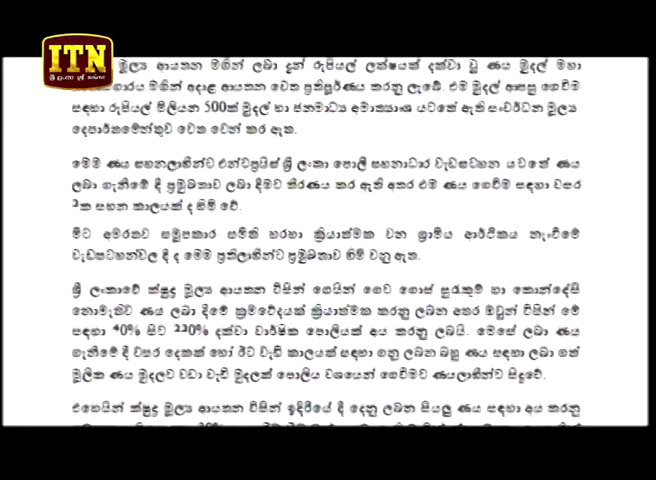 ITN
ශ්‍රී ලංකා
මූල්‍ය ආයතන මගින් ලබා දුන් රුපියල් ලක්ෂයක් දක්වා වූ ණය මුදල් මහා
මගින් අදාළ ආයතන වෙත ප්‍රතිපූර්ණය කරනු ලැබේ. එම මුදල් ආපසු ගෙවීම
සඳහා රුපියල් මිලියන 500ක් මුදල් හා ජනමාධ්‍ය අමාත්‍යාංශ යටතේ ඇති සංවර්ධන මූල්‍ය
දෙපාර්තමේන්තුව වෙත වෙන් කර ඇත.
මෙම ණය සහනලාභීන්ට එන්ටප්‍රයිස් ශ්‍රී ලංකා පොලී සහනාධාර වැඩසටහන යටතේ ණය
ලබා ගැනීමේ දී ප්‍රමුඛතාව ලබා දීමට තීරණය කර ඇති අතර එම ණය ගෙවීම සඳහා වසර
3ක සහන කාලයක් ද හිමි වේ.
මීට අමතරව සමුපකාර සමිති හරහා ක්‍රියාත්මක වන ග්‍රාමීය ආර්ථිකය නැංවීමේ
වැඩසටහන්වල දී ද මෙම ප්‍රතිලාභීන්ට ප්‍රමුඛතාව හිමි වනු ඇත.
ශ්‍රී ලංකාවේ ක්ෂුද්‍ර මූල්‍ය ආයතන විසින් ගෙයින් ගෙට ගොස් සුරැකුම් හා කොන්දේසි
නොමැතිව ණය ලබා දීමේ ක්‍රමවේදයක් ක්‍රියාත්මක කරනු ලබන අතර ඔවුන් විසින් මේ
සඳහා 40% සිට 220% දක්වා වාර්ෂික පොලියක් අය කරනු ලබයි. මෙසේ ලබා ණය
ගැනීමේ දී වසර දෙකක් හෝ ඊට වැඩි කාලයක් සඳහා ගනු ලබන බහු ණය සඳහා ලබා ගත්
මූලික ණය මුදලට වඩා වැඩි මුදලක් පොලිය වශයෙන් ගෙවීමට ණයලාභීන්ට සිදුවේ.
එහෙයින් ක්ෂුද්‍ර මූල්‍ය ආයතන විසින් ඉදිරියේ දී දෙනු ලබන සියලු ණය සඳහා අය කරනු